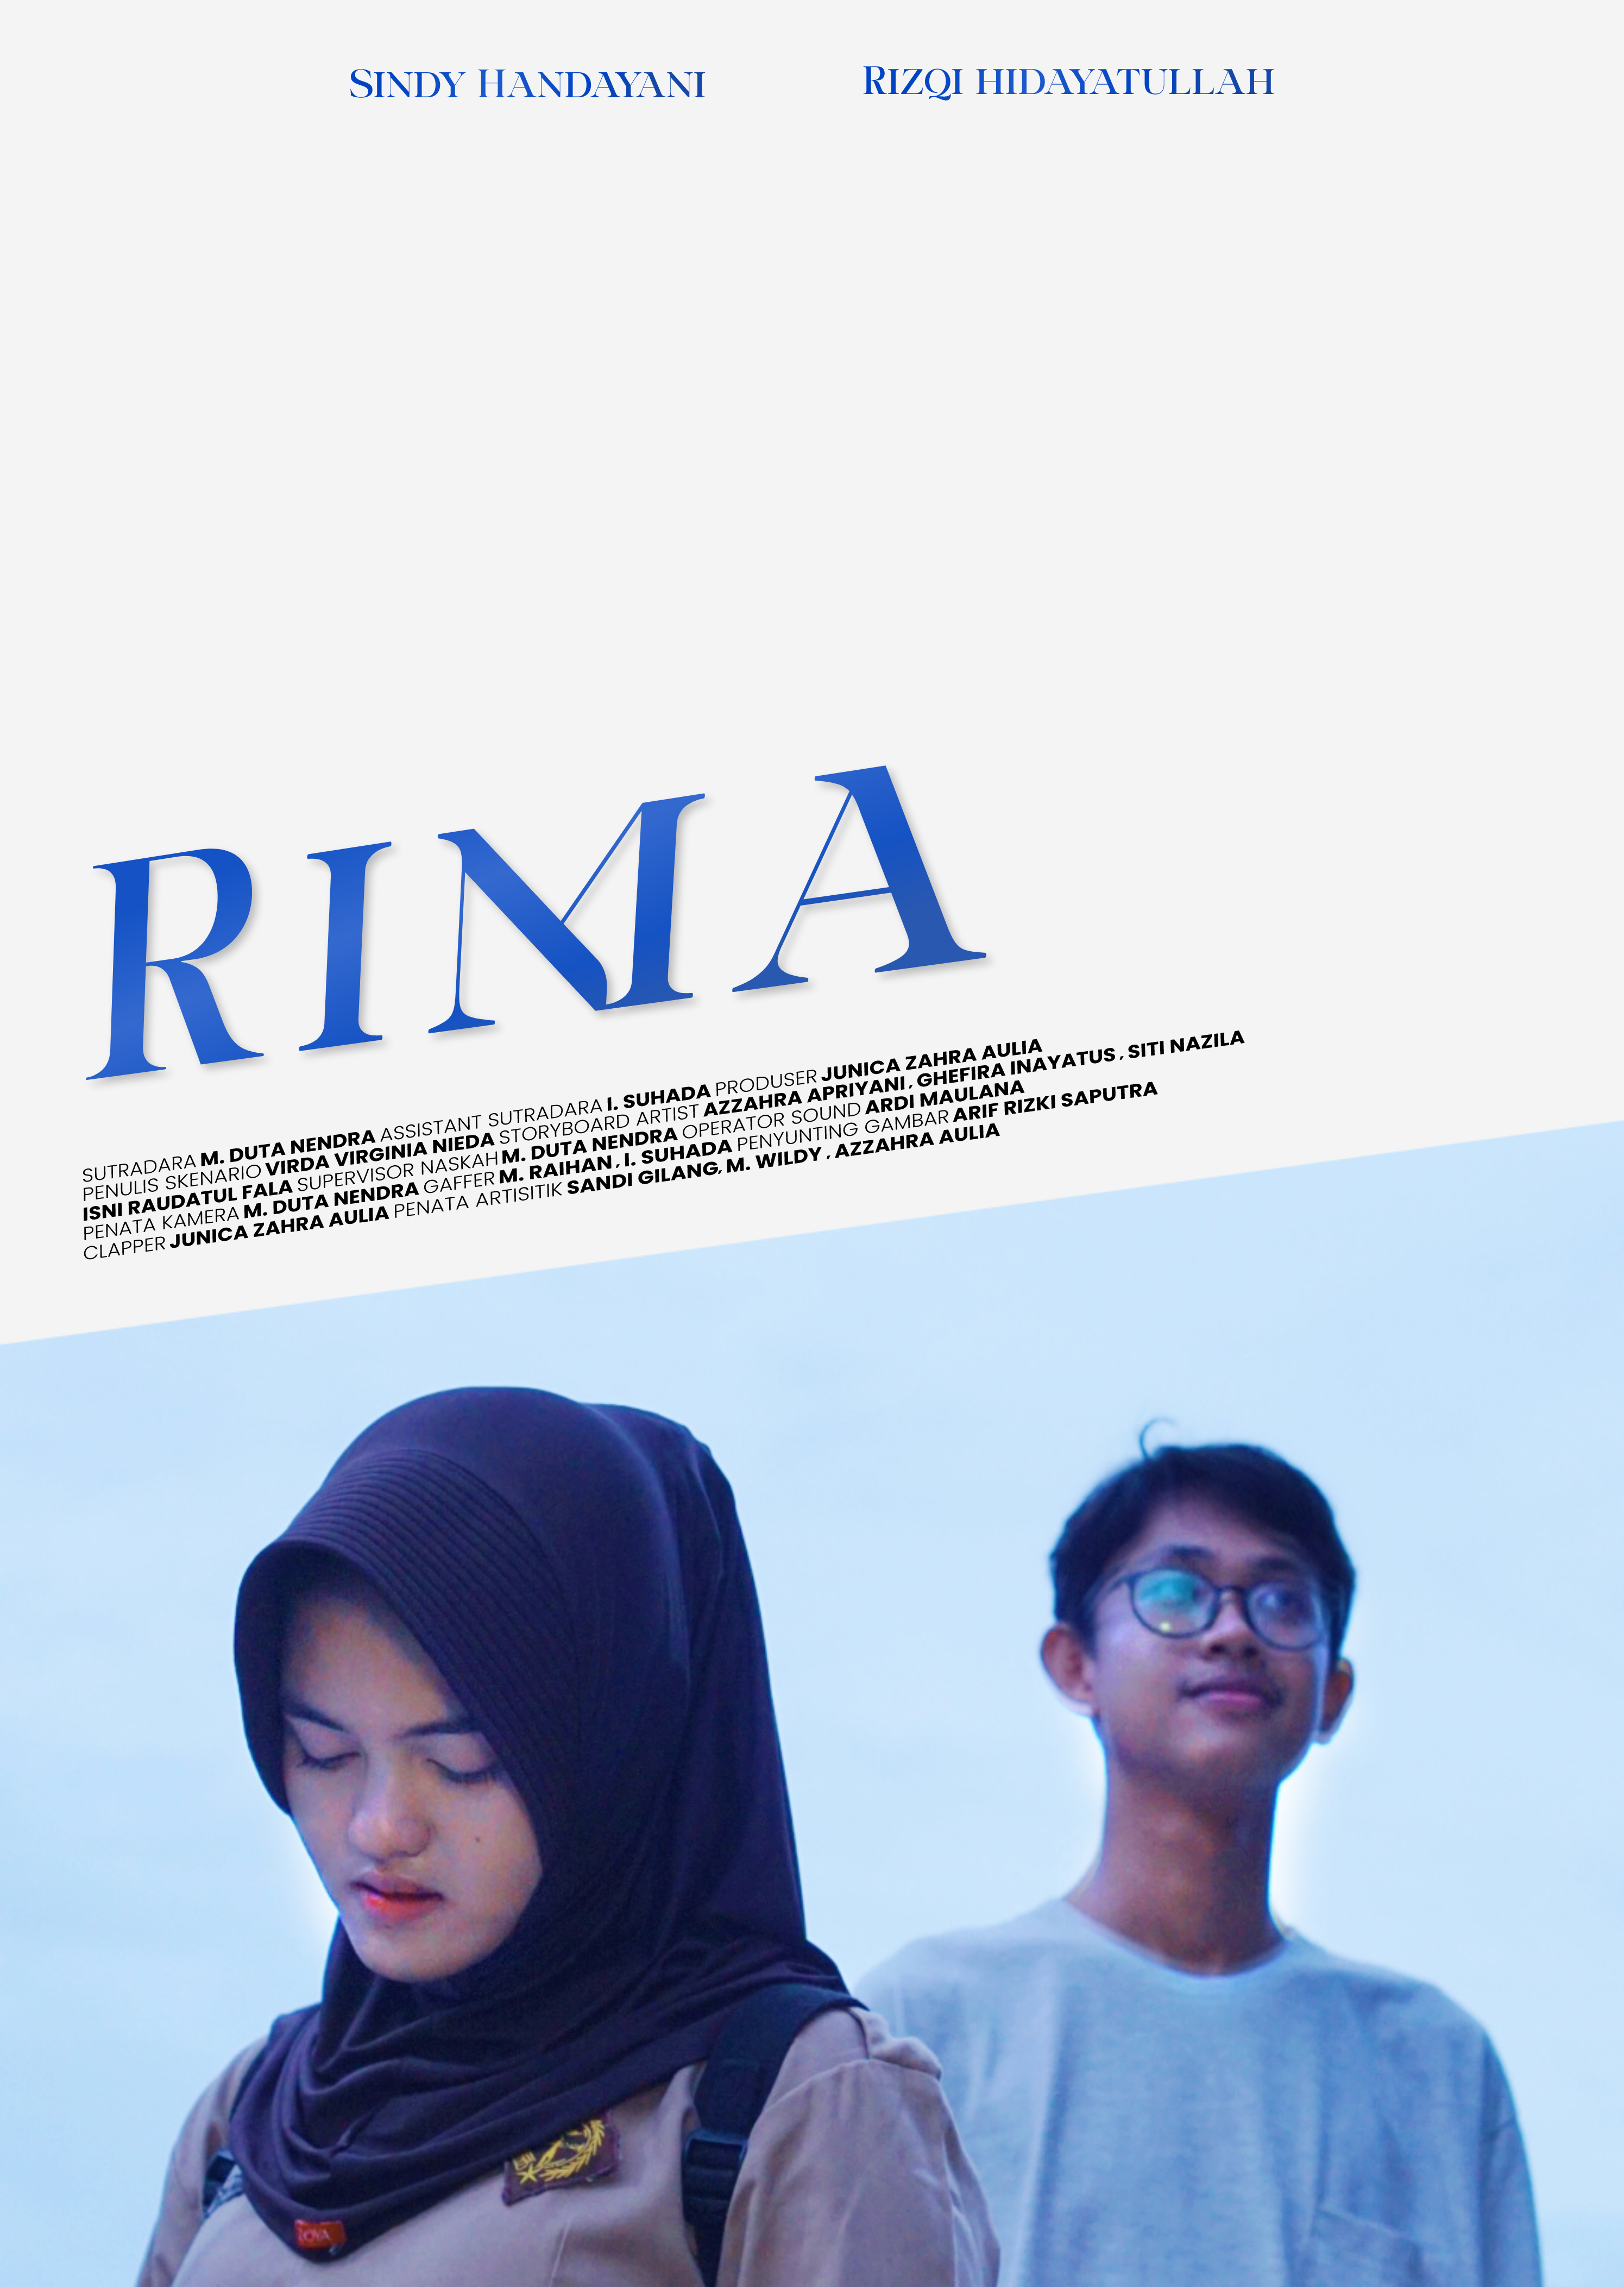 SINDY HANDAYANI RIZQI HIDAYATULLAH
RIMA
SUTRADARA M. DUTA NENDRA ASSISTANT SUTRADARA I. SUHADA PRODUSER JUNICA ZAHRA AULIA
PENULIS SKENARIO VIRDA VIRGINIA NIEDA STORYBOARD ARTIST AZZAHRA APRIYANI, GHEFIRA INAYATUS , SITI NAZILA
ISNI RAUDATUL FALA SUPERVISOR NASKAH M. DUTA NENDRA OPERATOR SOUND ARDI MAULANA
PENATA KAMERA M. DUTA NENDRA GAFFER M. RAIHAN , I. SUHADA PENYUNTING GAMBAR ARIF RIZKI SAPUTRA
CLAPPER JUNICA ZAHRA AULIA PENATA ARTISITIK SANDI GILANG, M. WILDY , AZZAHRA AULIA